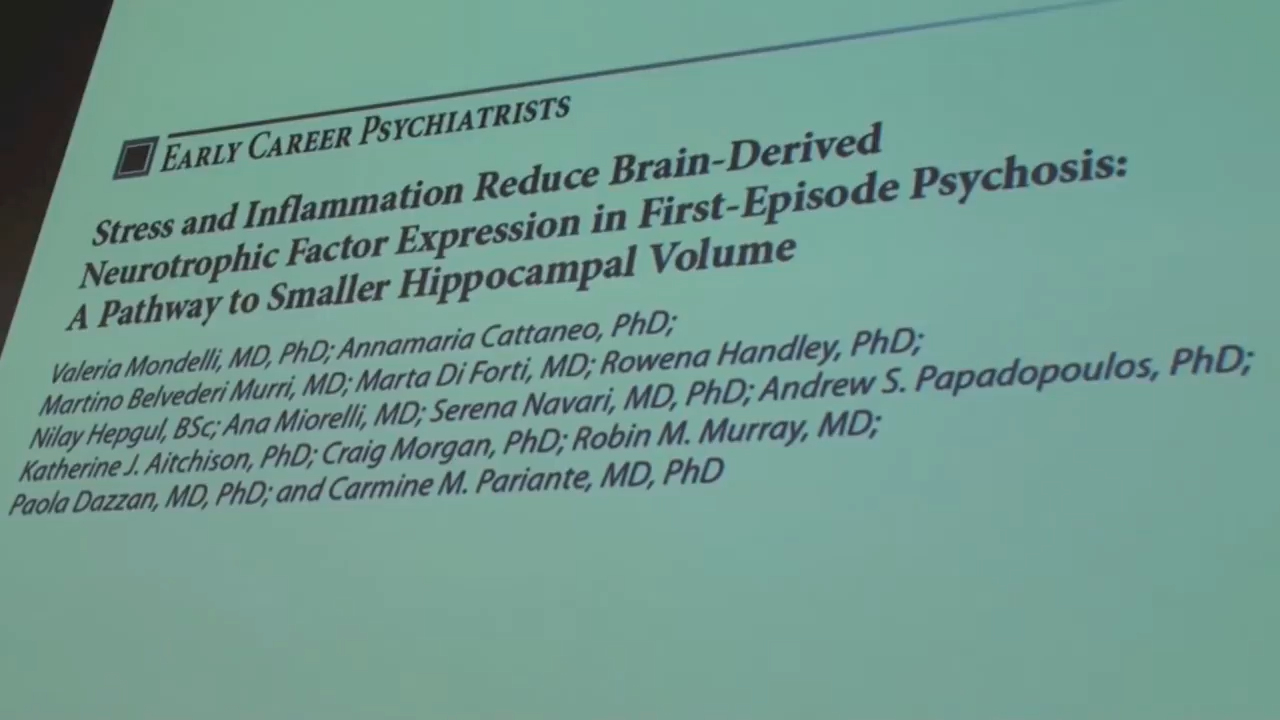 EARLY CAREER PSYCHIATRISTS
Stress and Inflammation Reduce Brain-Derived
Neurotrophic Factor Expression in First-Episode Psychosis:
A Pathway to Smaller Hippocampal Volume
Valeria Mondelli, MD, PhD; Annamaria Cattaneo, PhD;
Martino Belvederi Murri, MD; Marta Di Forti, MD; Rowena Handley, PhD;
Nilay Hepgul, BSc; Ana Miorelli, MD; Serena Navari, MD, PhD; Andrew S. Papadopoulos, PhD;
Katherine J. Aitchison, PhD; Craig Morgan, PhD; Robin M. Murray, MD;
Paola Dazzan, MD, PhD; and Carmine M. Pariante, MD, PhD